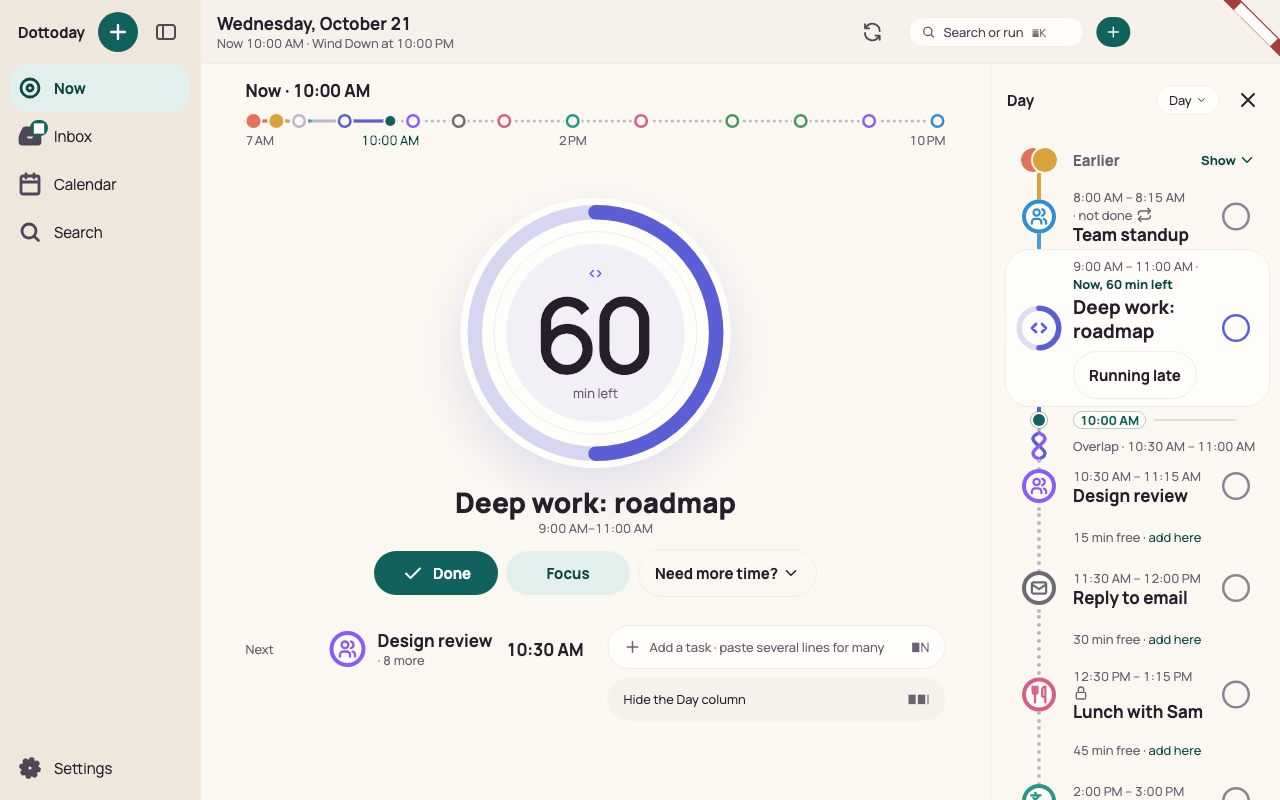 Dottoday
Now
Inbox
Calendar
Search
Settings
Wednesday, October 21
Now 10:00 AM · Wind Down at 10:00 PM
Search or run K
Now · 10:00 AM
7 AM
10:00 AM
2 PM
10 PM
60
min left
Deep work: roadmap
9:00 AM–11:00 AM
Done
Focus
Need more time?
Next
Design review
· 8 more
10:30 AM
Add a task · paste several lines for many
N
Hide the Day column
Day
Day
Earlier
Show
8:00 AM – 8:15 AM
· not done
Team standup
9:00 AM – 11:00 AM ·
Now, 60 min left
Deep work:
roadmap
Running late
10:00 AM
Overlap · 10:30 AM – 11:00 AM
10:30 AM – 11:15 AM
Design review
15 min free · add here
11:30 AM – 12:00 PM
Reply to email
30 min free · add here
12:30 PM – 1:15 PM
Lunch with Sam
45 min free · add here
2:00 PM – 3:00 PM